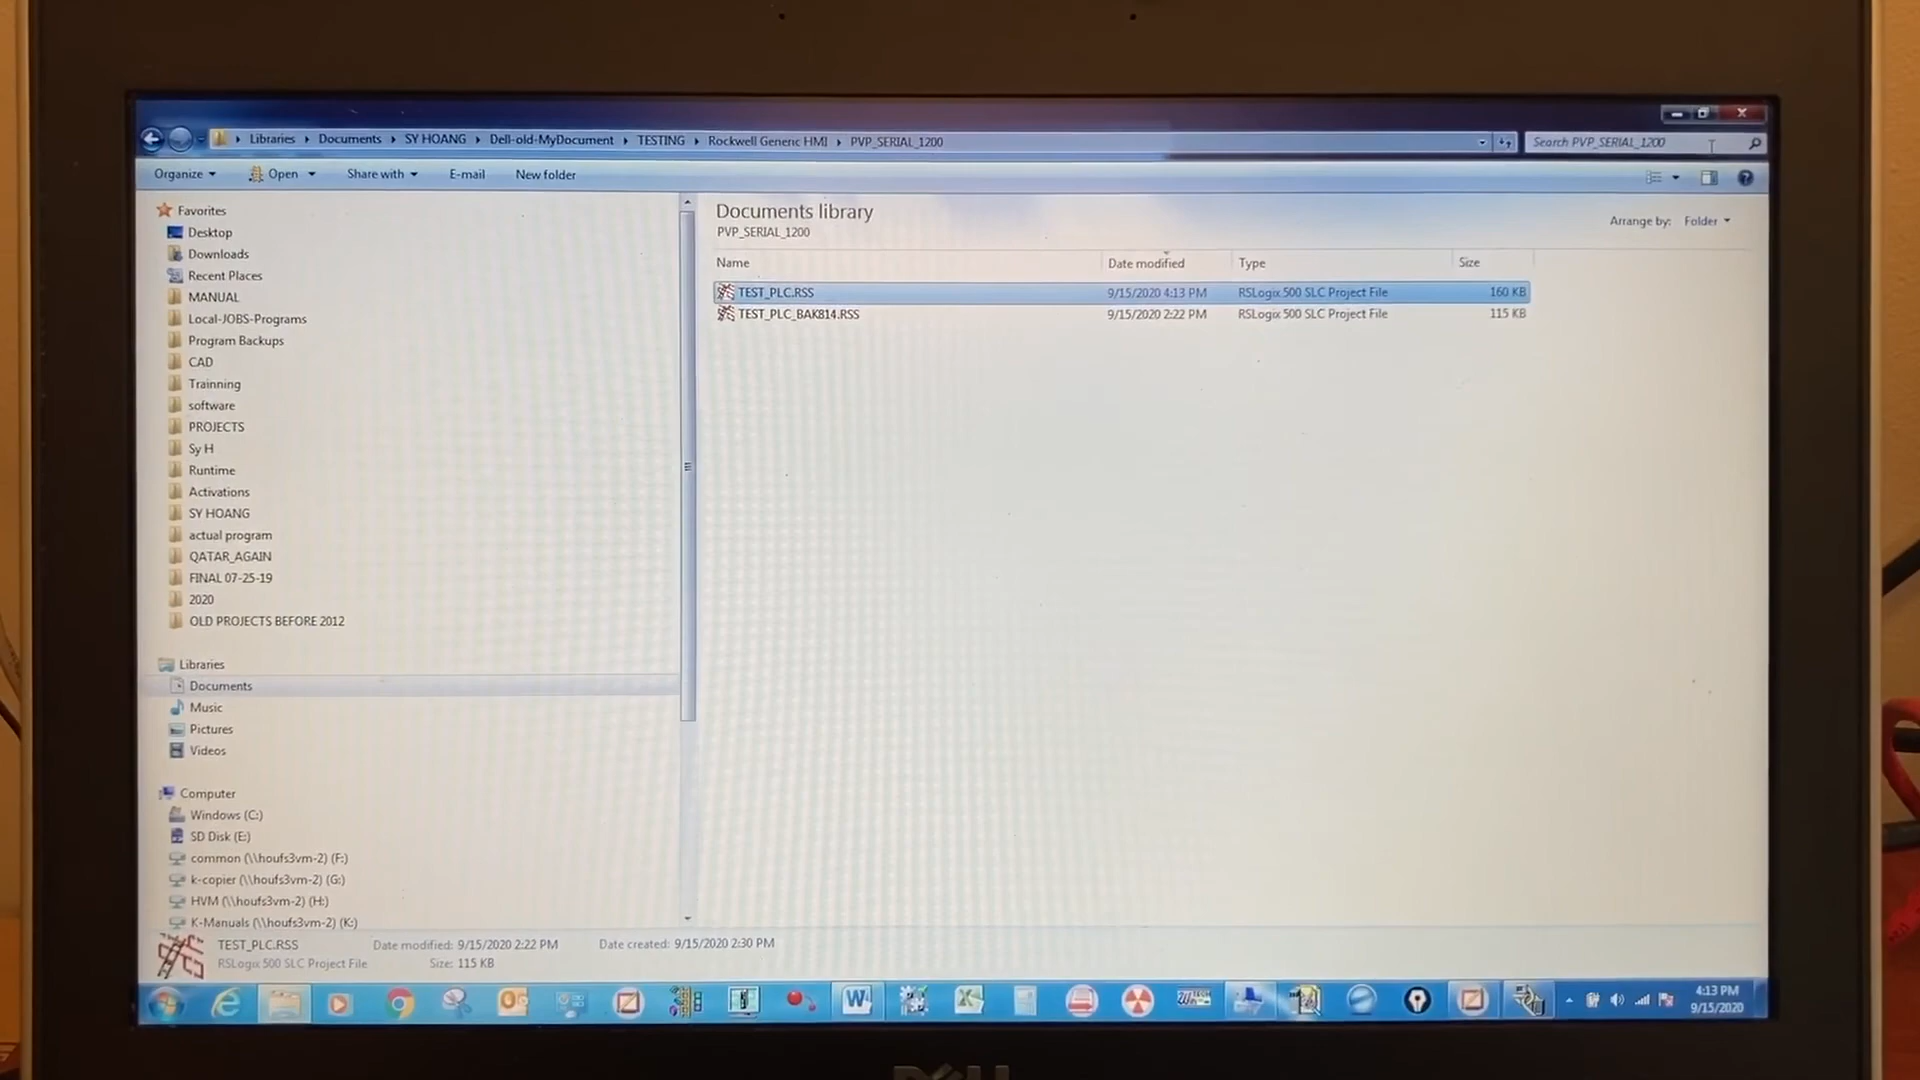 Libraries Documents SY HOANG Dell-old-MyDocument TESTING Rockwell Generic HMI PVP_SERIAL_1200
Search PVP_SERIAL_1200
Organize Open Share with E-mail New folder
Favorites
Desktop
Downloads
Recent Places
MANUAL
Local-JOBS-Programs
Program Backups
CAD
Trainning
software
PROJECTS
Sy H
Runtime
Activations
SY HOANG
actual program
QATAR_AGAIN
FINAL 07-25-19
2020
OLD PROJECTS BEFORE 2012
Libraries
Documents
Music
Pictures
Videos
Computer
Windows (C:)
SD Disk (E:)
common (\\houfs3vm-2) (F:)
k-copier (\\houfs3vm-2) (G:)
HVM (\\houfs3vm-2) (H:)
K-Manuals (\\houfs3vm-2) (K:)
Documents library
PVP_SERIAL_1200
Arrange by: Folder
Name Date modified Type Size
TEST_PLC.RSS 9/15/2020 4:13 PM RSLogix 500 SLC Project File 160 KB
TEST_PLC_BAK814.RSS 9/15/2020 2:22 PM RSLogix 500 SLC Project File 115 KB
TEST_PLC.RSS Date modified: 9/15/2020 2:22 PM Date created: 9/15/2020 2:30 PM
RSLogix 500 SLC Project File Size: 115 KB
4:13 PM
9/15/2020
DELL